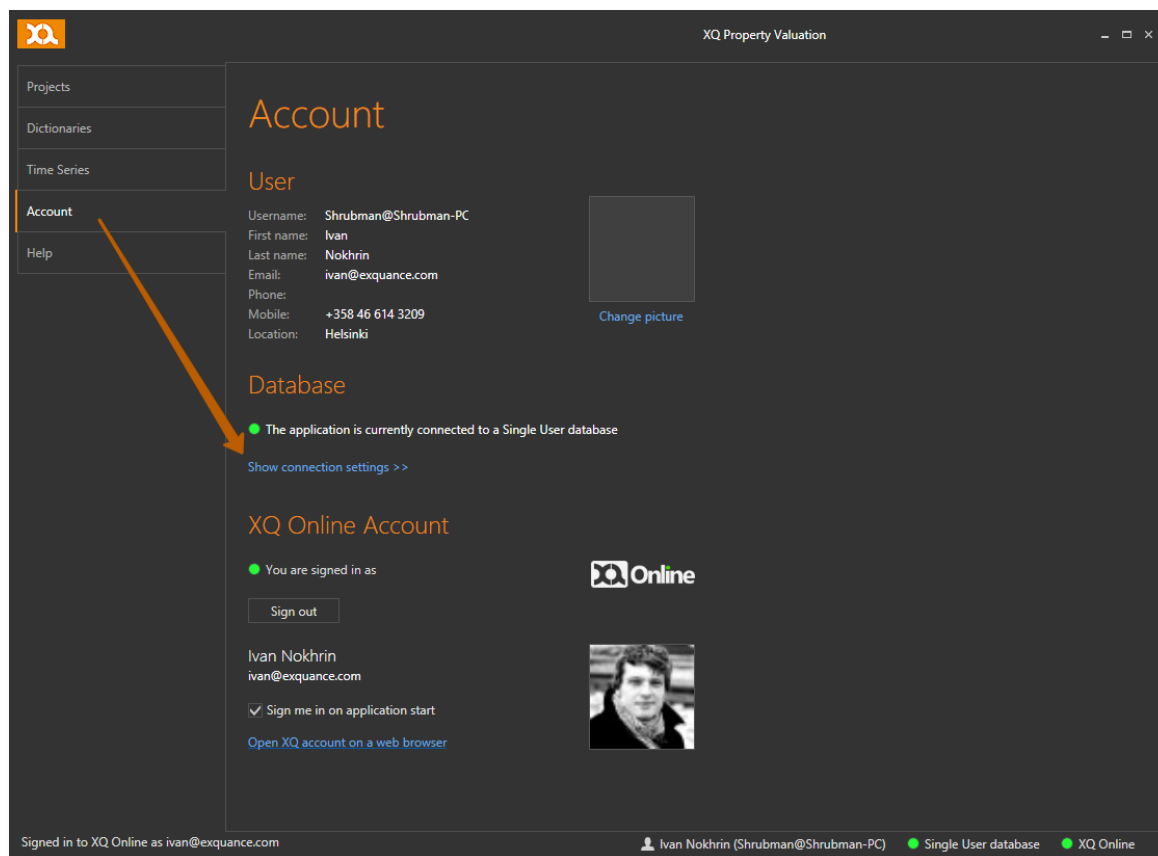 XQ Property Valuation
Projects
Dictionaries
Time Series
Account
Help
Account
User
Username: Shrubman@Shrubman-PC
First name: Ivan
Last name: Nokhrin
Email: ivan@exquance.com
Phone:
Mobile: +358 46 614 3209
Location: Helsinki
Change picture
Database
The application is currently connected to a Single User database
Show connection settings >>
XQ Online Account
You are signed in as
XQ Online
Sign out
Ivan Nokhrin
ivan@exquance.com
Sign me in on application start
Open XQ account on a web browser
Signed in to XQ Online as ivan@exquance.com
Ivan Nokhrin (Shrubman@Shrubman-PC) Single User database XQ Online